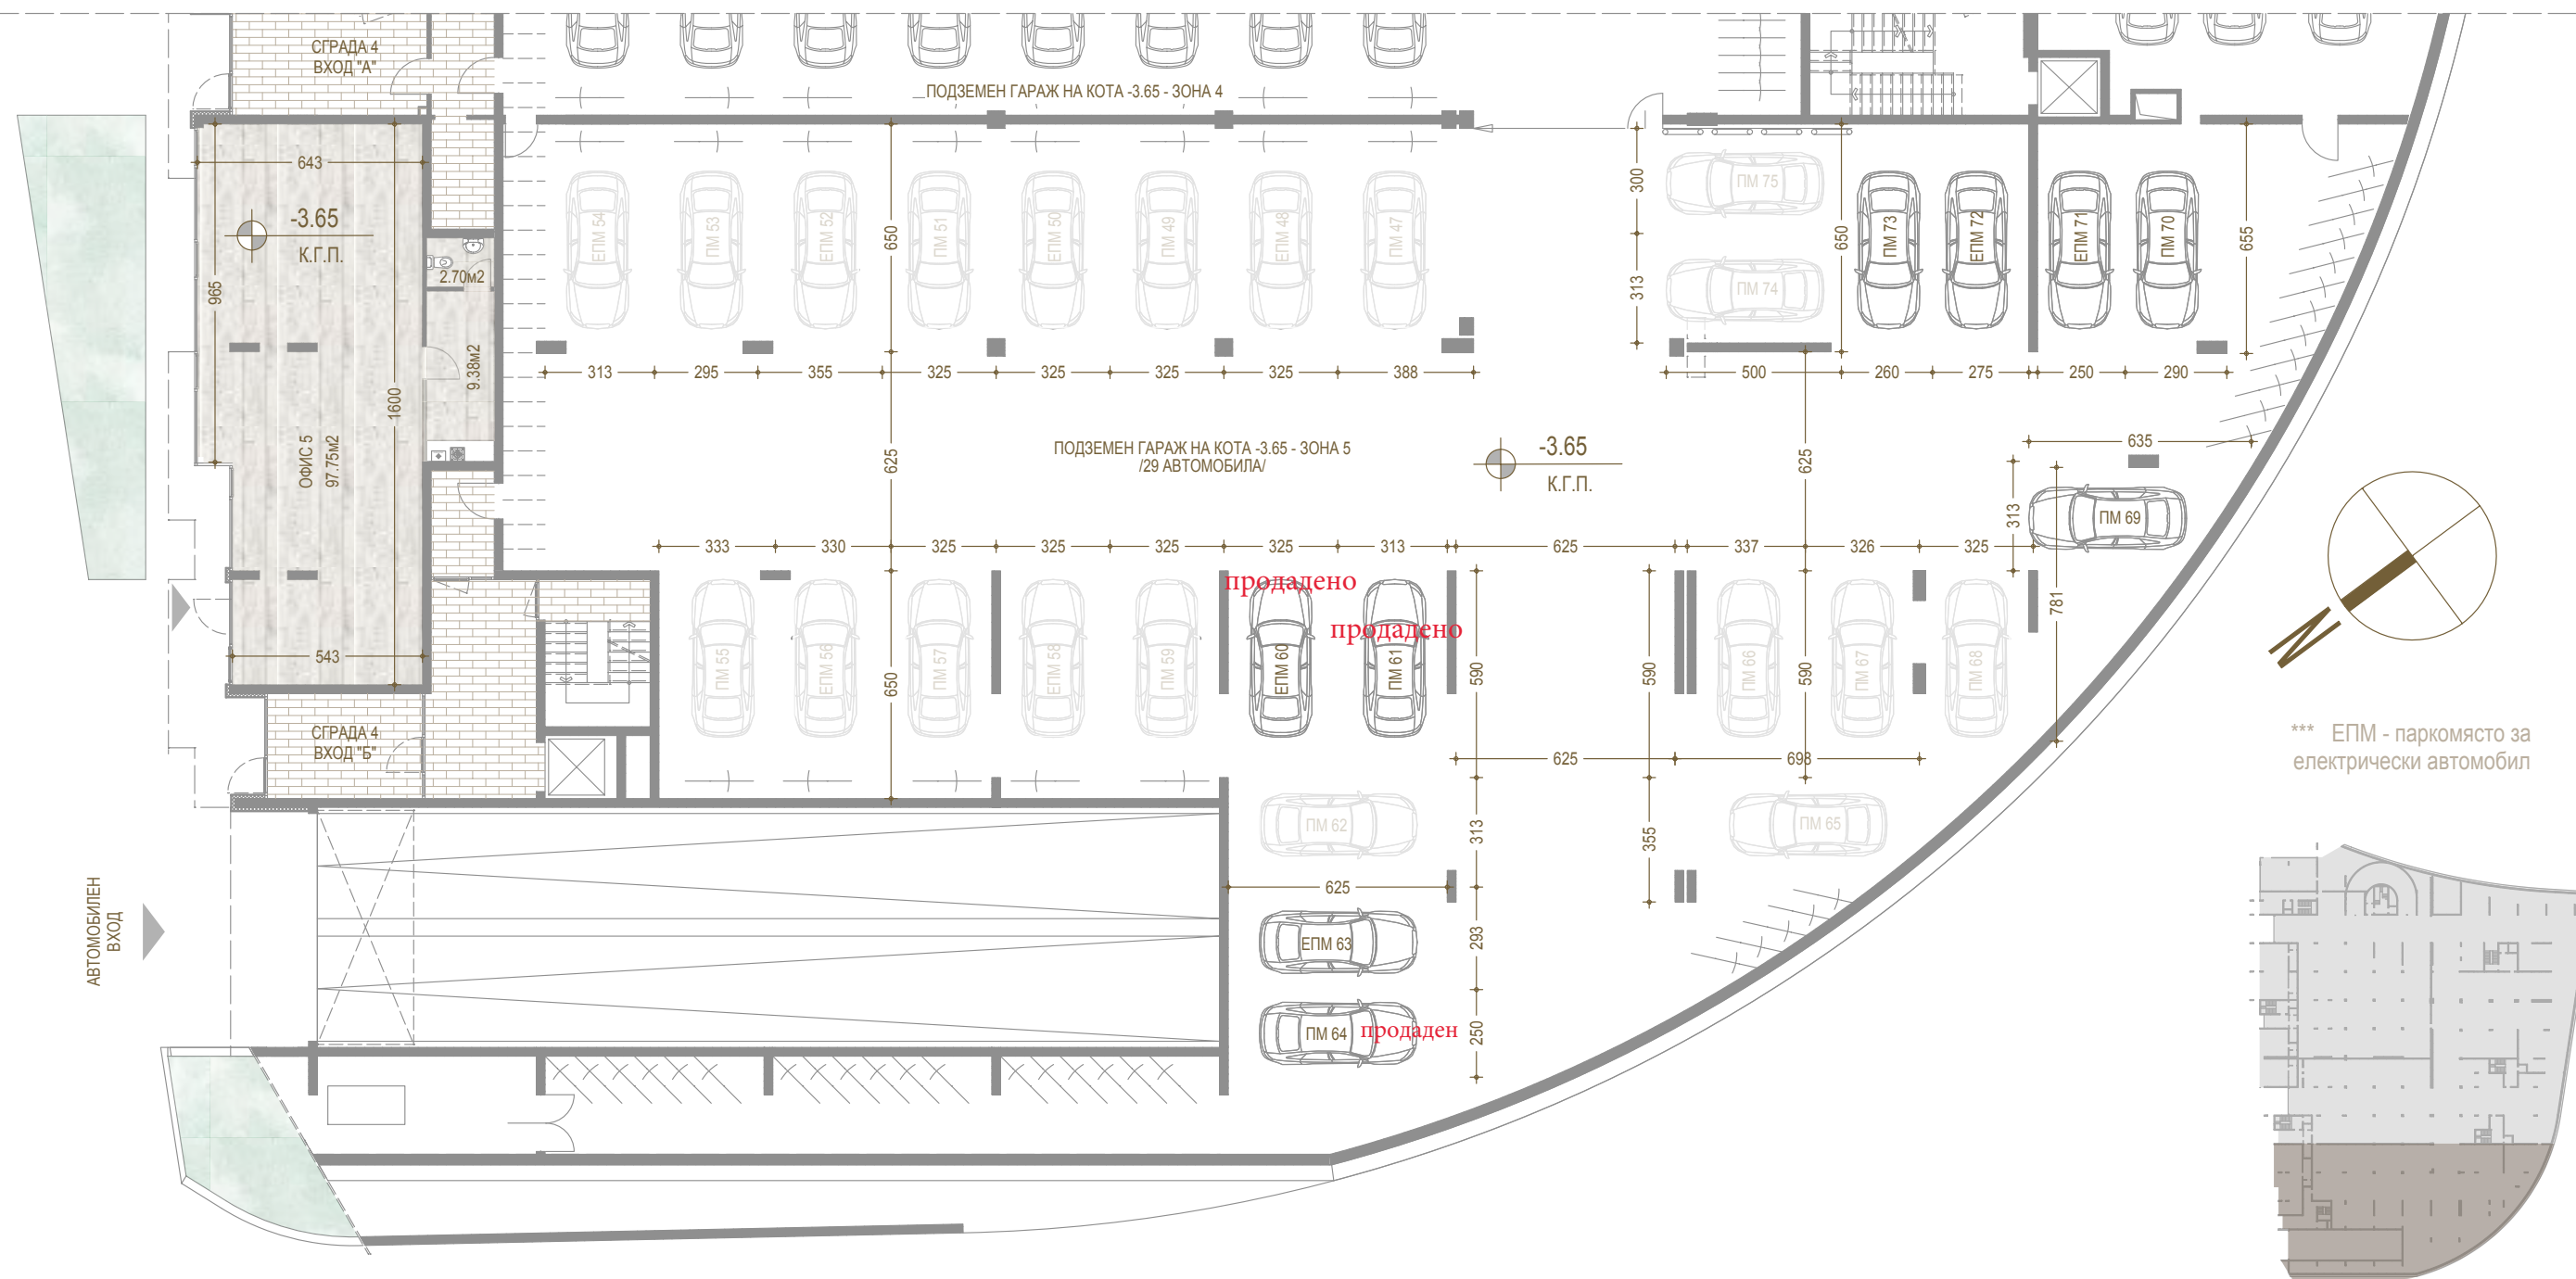 СГРАДА 4
ВХОД "А"
ПОДЗЕМЕН ГАРАЖ НА КОТА -3.65 - ЗОНА 4
643
-3.65
К.Г.П.
965
1600
2.70м2
9.38м2
ОФИС 5
97.75м2
543
ЕПМ 54
ПМ 53
ЕПМ 52
ПМ 51
ЕПМ 50
ПМ 49
ЕПМ 48
ПМ 47
650
300
313
ПМ 75
ПМ 74
650
ПМ 73
ЕПМ 72
ЕПМ 71
ПМ 70
655
313
295
355
325
325
325
325
388
500
260
275
250
290
ПОДЗЕМЕН ГАРАЖ НА КОТА -3.65 - ЗОНА 5
/29 АВТОМОБИЛА/
-3.65
К.Г.П.
625
625
635
313
781
ПМ 69
333
330
325
325
325
325
313
625
337
326
325
продадено
продадено
ПМ 55
ЕПМ 56
ПМ 57
ЕПМ 58
ПМ 59
ЕПМ 60
ПМ 61
650
590
590
590
ПМ 66
ПМ 67
ПМ 68
N
СГРАДА 4
ВХОД "Б"
625
698
*** ЕПМ - паркомясто за
електрически автомобил
ПМ 62
313
355
ПМ 65
625
АВТОМОБИЛЕН
ВХОД
ЕПМ 63
293
ПМ 64
продаден
250